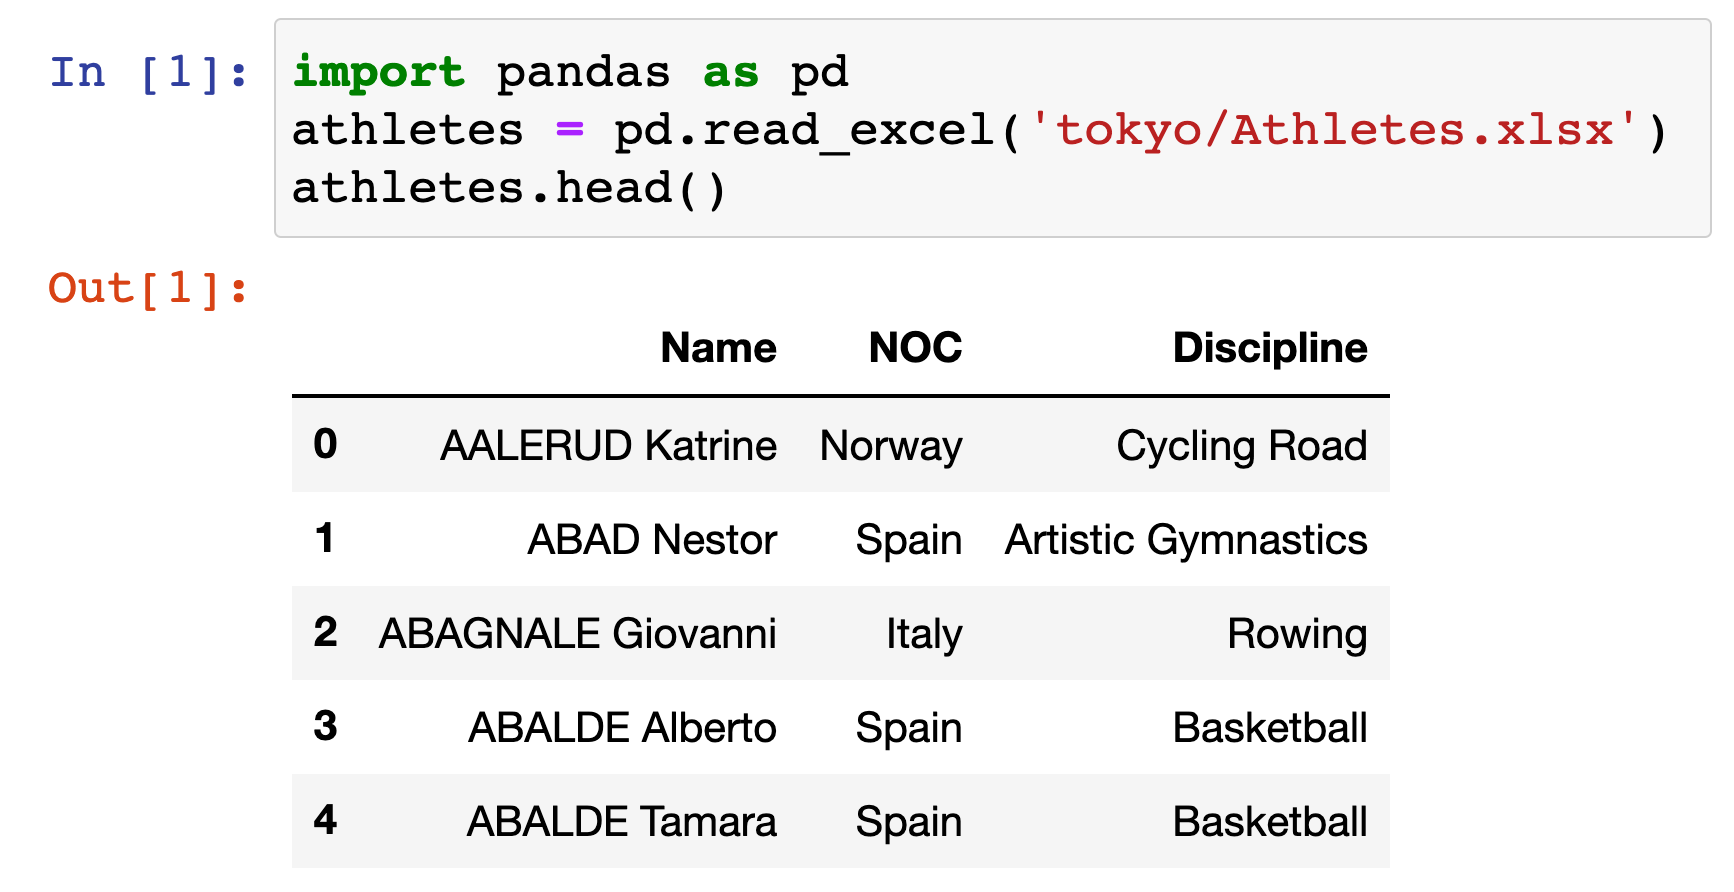 In [1]: import pandas as pd
athletes = pd.read_excel('tokyo/Athletes.xlsx')
athletes.head()
Out[1]:
Name NOC Discipline
0 AALERUD Katrine Norway Cycling Road
1 ABAD Nestor Spain Artistic Gymnastics
2 ABAGNALE Giovanni Italy Rowing
3 ABALDE Alberto Spain Basketball
4 ABALDE Tamara Spain Basketball